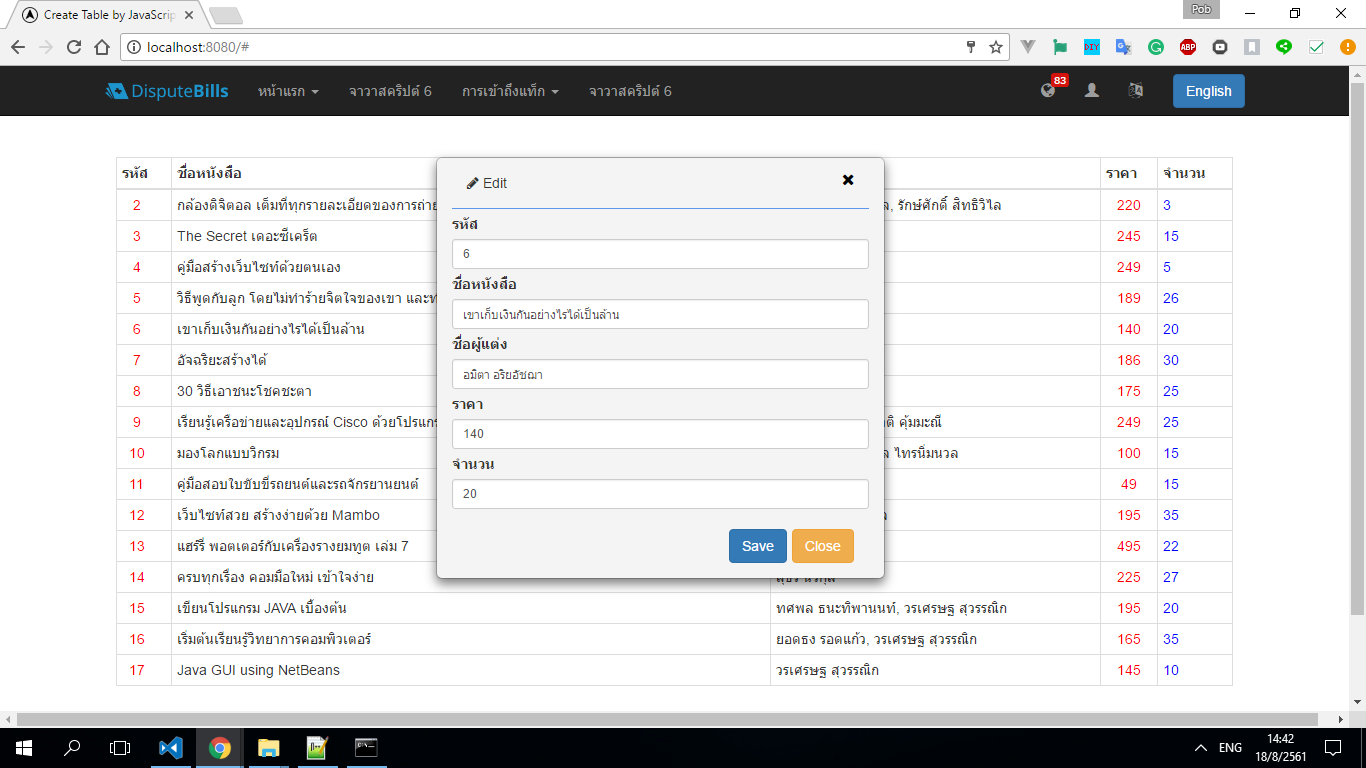 Create Table by JavaScrip
Pob
localhost:8080/#
DIY
ABP
DisputeBills
หน้าแรก
จาวาสคริปต์ 6
การเข้าถึงแท็ก
จาวาสคริปต์ 6
83
English
รหัส ชื่อหนังสือ ราคา จำนวน
2 กล้องดิจิตอล เต็มที่ทุกรายละเอียดของการถ่าย , รักษ์ศักดิ์ สิทธิวิไล 220 3
3 The Secret เดอะซีเคร็ต 245 15
4 คู่มือสร้างเว็บไซท์ด้วยตนเอง 249 5
5 วิธีพูดกับลูก โดยไม่ทำร้ายจิตใจของเขา 189 26
6 เขาเก็บเงินกันอย่างไรได้เป็นล้าน 140 20
7 อัจฉริยะสร้างได้ 186 30
8 30 วิธีเอาชนะโชคชะตา 175 25
9 เรียนรู้เครือข่ายและอุปกรณ์ Cisco ด้วยโปรแกร คุ้มมะณี 249 25
10 มองโลกแบบวิกรม ไทรนิ่มนวล 100 15
11 คู่มือสอบใบขับขี่รถยนต์และรถจักรยานยนต์ 49 15
12 เว็บไซท์สวย สร้างง่ายด้วย Mambo 195 35
13 แฮร์รี่ พอตเตอร์กับเครื่องรางยมทูต เล่ม 7 495 22
14 ครบทุกเรื่อง คอมมือใหม่ เข้าใจง่าย 225 27
15 เขียนโปรแกรม JAVA เบื้องต้น ทศพล ธนะทิพานนท์, วรเศรษฐ สุวรรณิก 195 20
16 เริ่มต้นเรียนรู้วิทยาการคอมพิวเตอร์ ยอดธง รอดแก้ว, วรเศรษฐ สุวรรณิก 165 35
17 Java GUI using NetBeans วรเศรษฐ สุวรรณิก 145 10
Edit
รหัส
6
ชื่อหนังสือ
เขาเก็บเงินกันอย่างไรได้เป็นล้าน
ชื่อผู้แต่ง
อมิตา อริยอัชฌา
ราคา
140
จำนวน
20
Save Close
ENG
14:42
18/8/2561